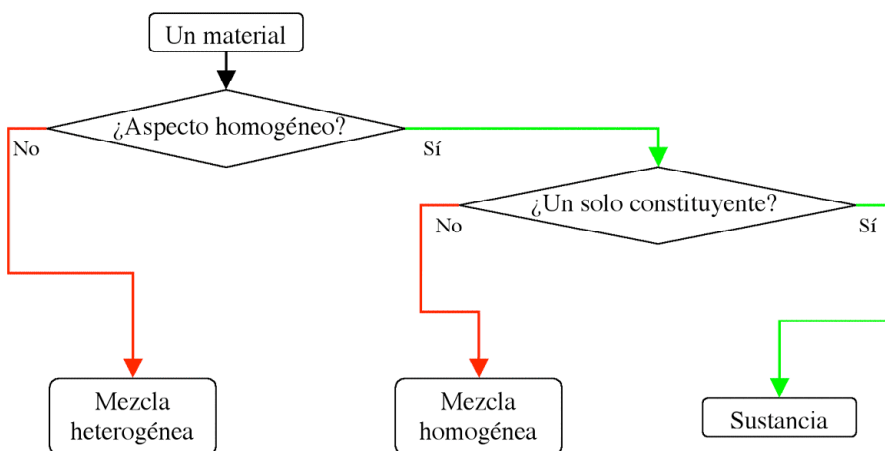 Un material
¿Aspecto homogéneo?
No
Sí
¿Un solo constituyente?
No
Sí
Mezcla
heterogénea
Mezcla
homogénea
Sustancia